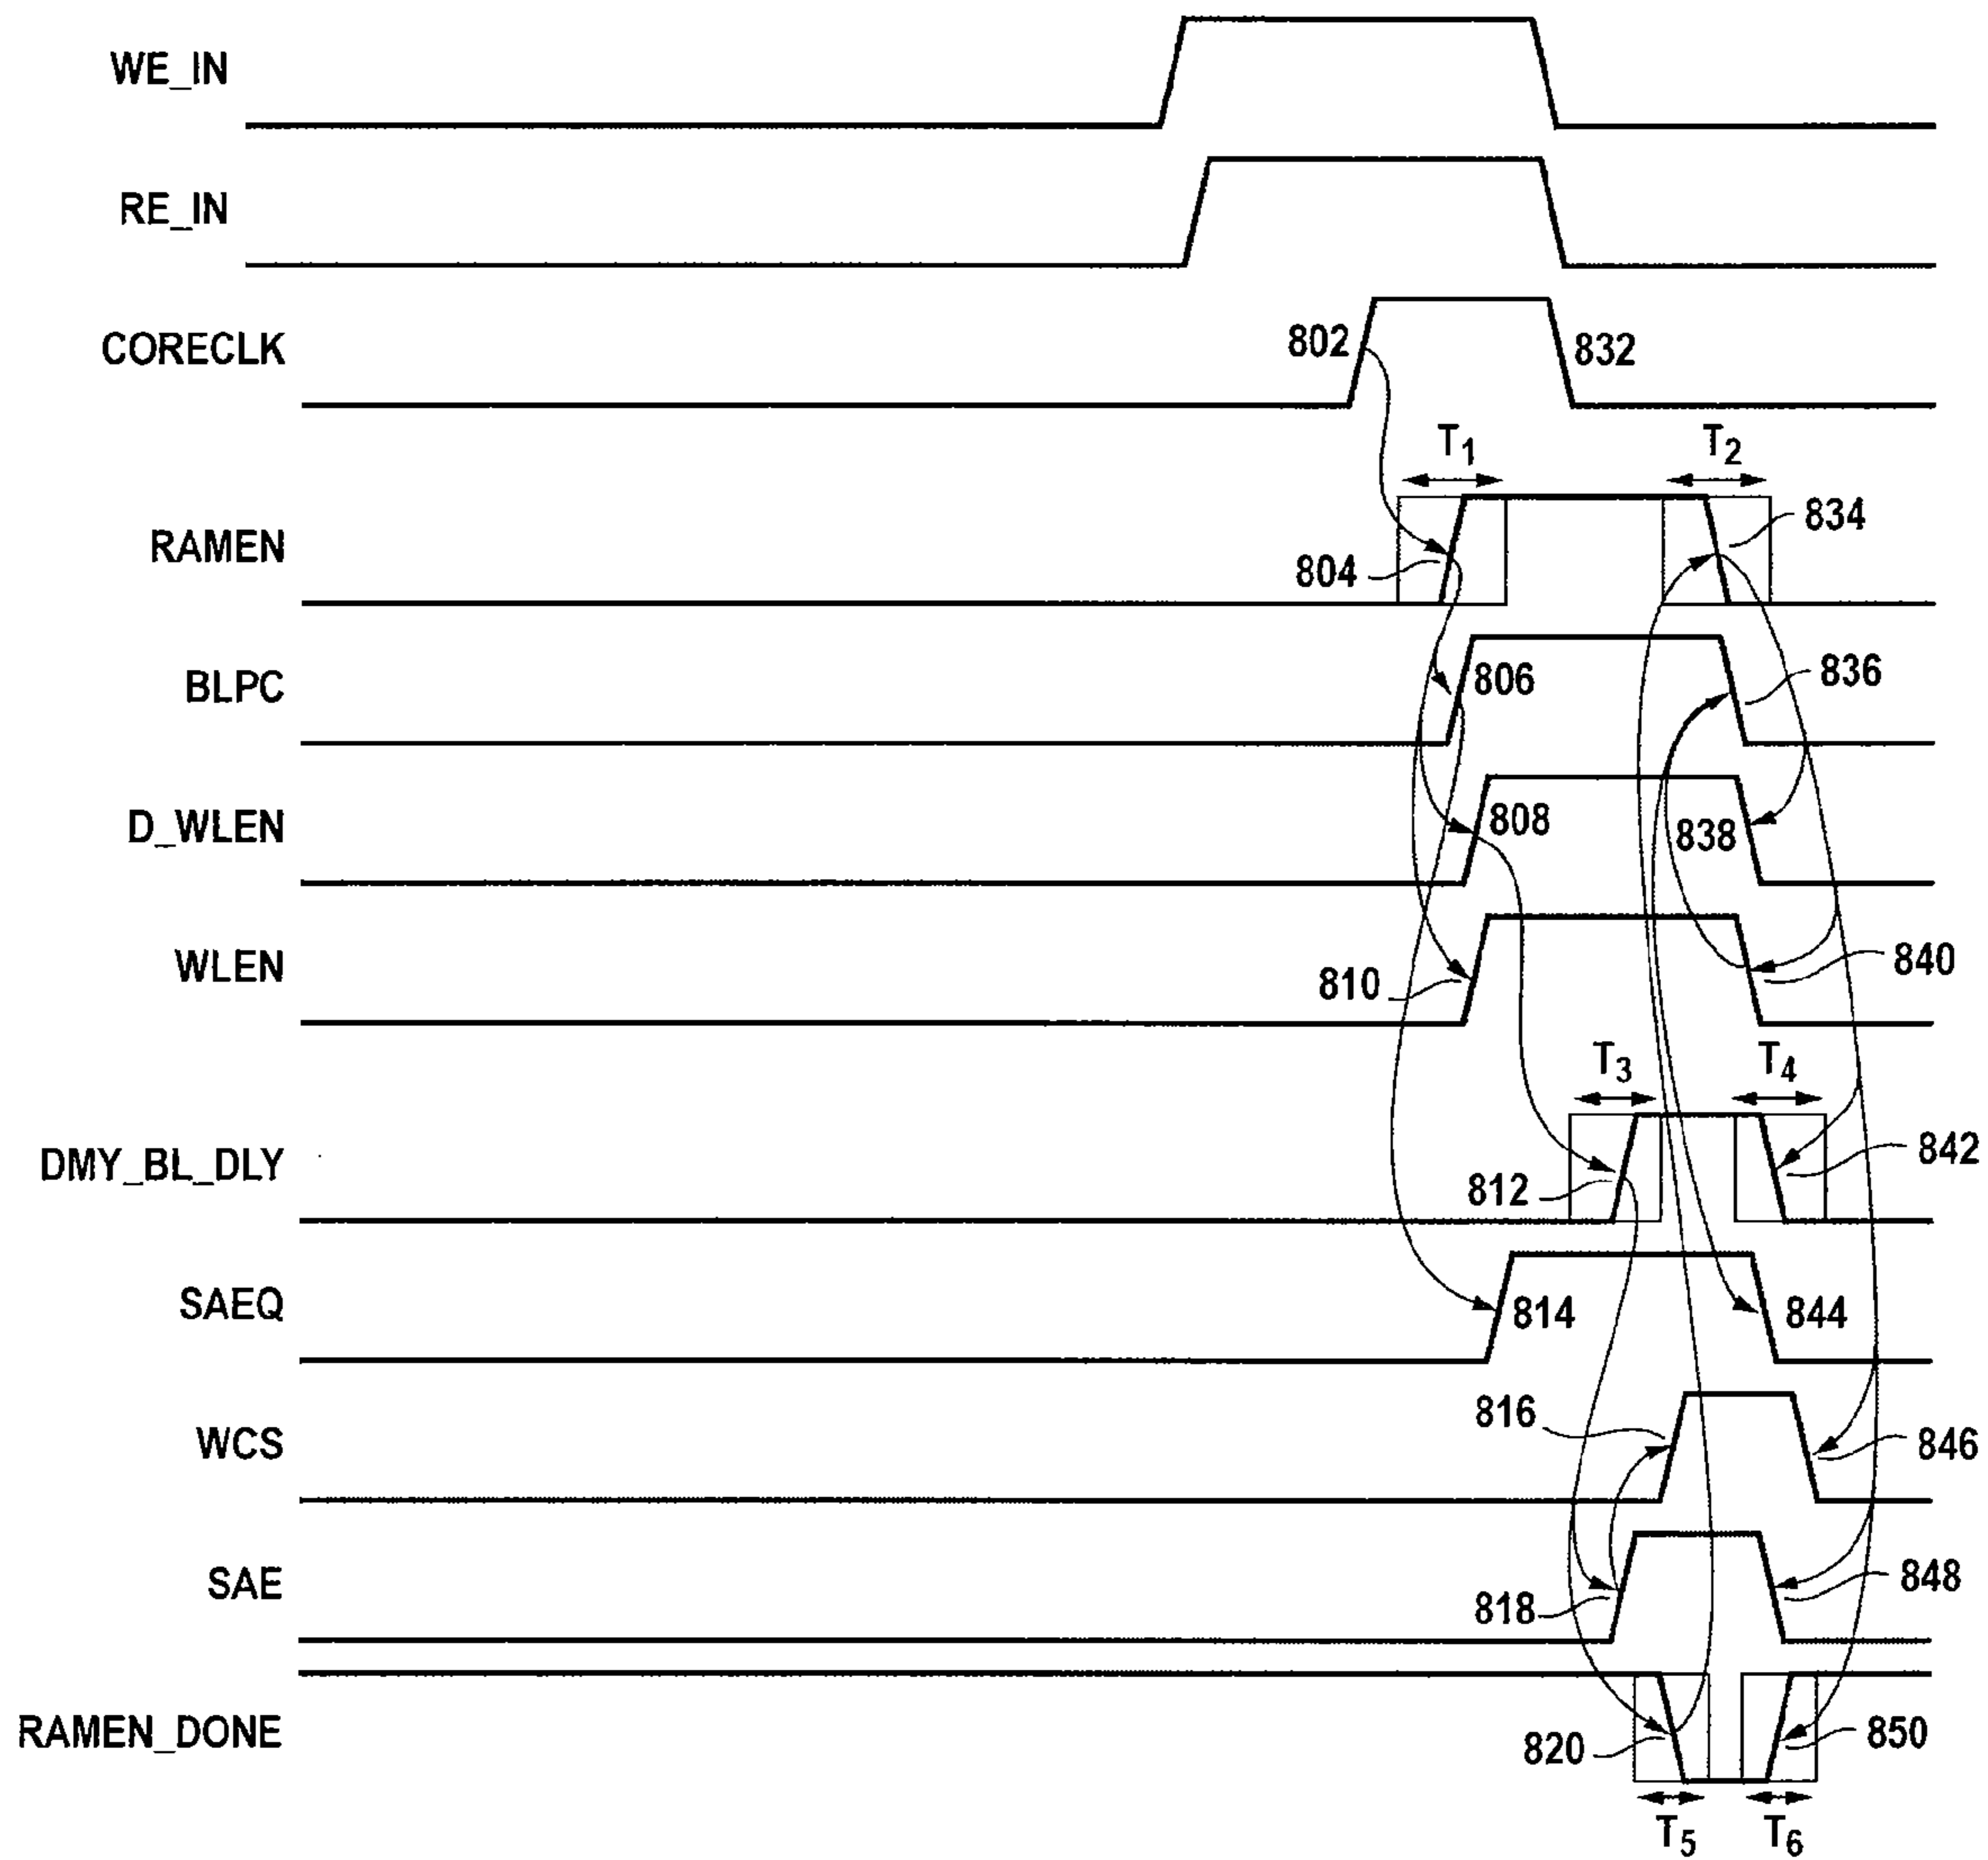 WE_IN
RE_IN
CORECLK
802
832
T1
T2
RAMEN
804
834
BLPC
806
836
D_WLEN
808
838
WLEN
810
840
T3
T4
DMY_BL_DLY
812
842
SAEQ
814
844
WCS
816
846
SAE
818
848
RAMEN_DONE
820
850
T5
T6